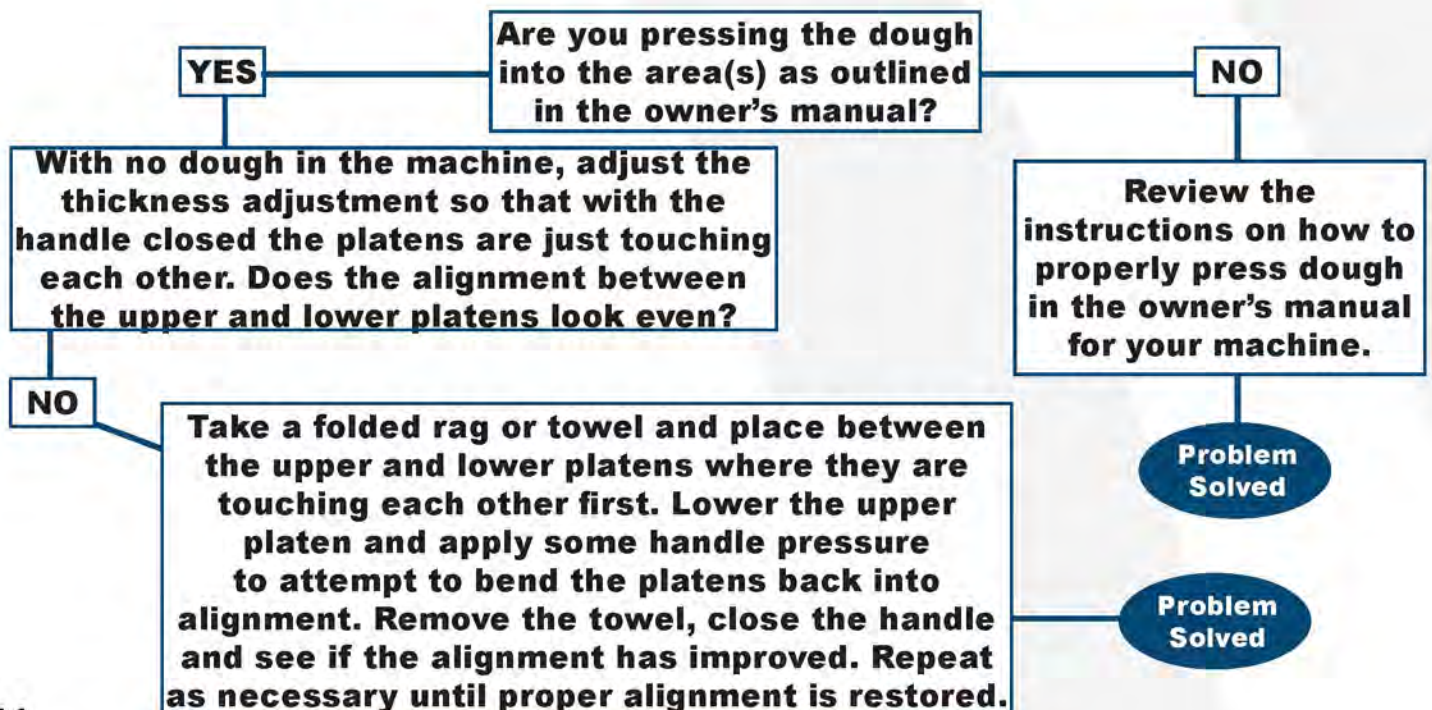 Are you pressing the dough
into the area(s) as outlined
in the owner's manual?
YES
NO
With no dough in the machine, adjust the
thickness adjustment so that with the
handle closed the platens are just touching
each other. Does the alignment between
the upper and lower platens look even?
Review the
instructions on how to
properly press dough
in the owner's manual
for your machine.
NO
Take a folded rag or towel and place between
the upper and lower platens where they are
touching each other first. Lower the upper
platen and apply some handle pressure
to attempt to bend the platens back into
alignment. Remove the towel, close the handle
and see if the alignment has improved. Repeat
as necessary until proper alignment is restored.
Problem
Solved
Problem
Solved